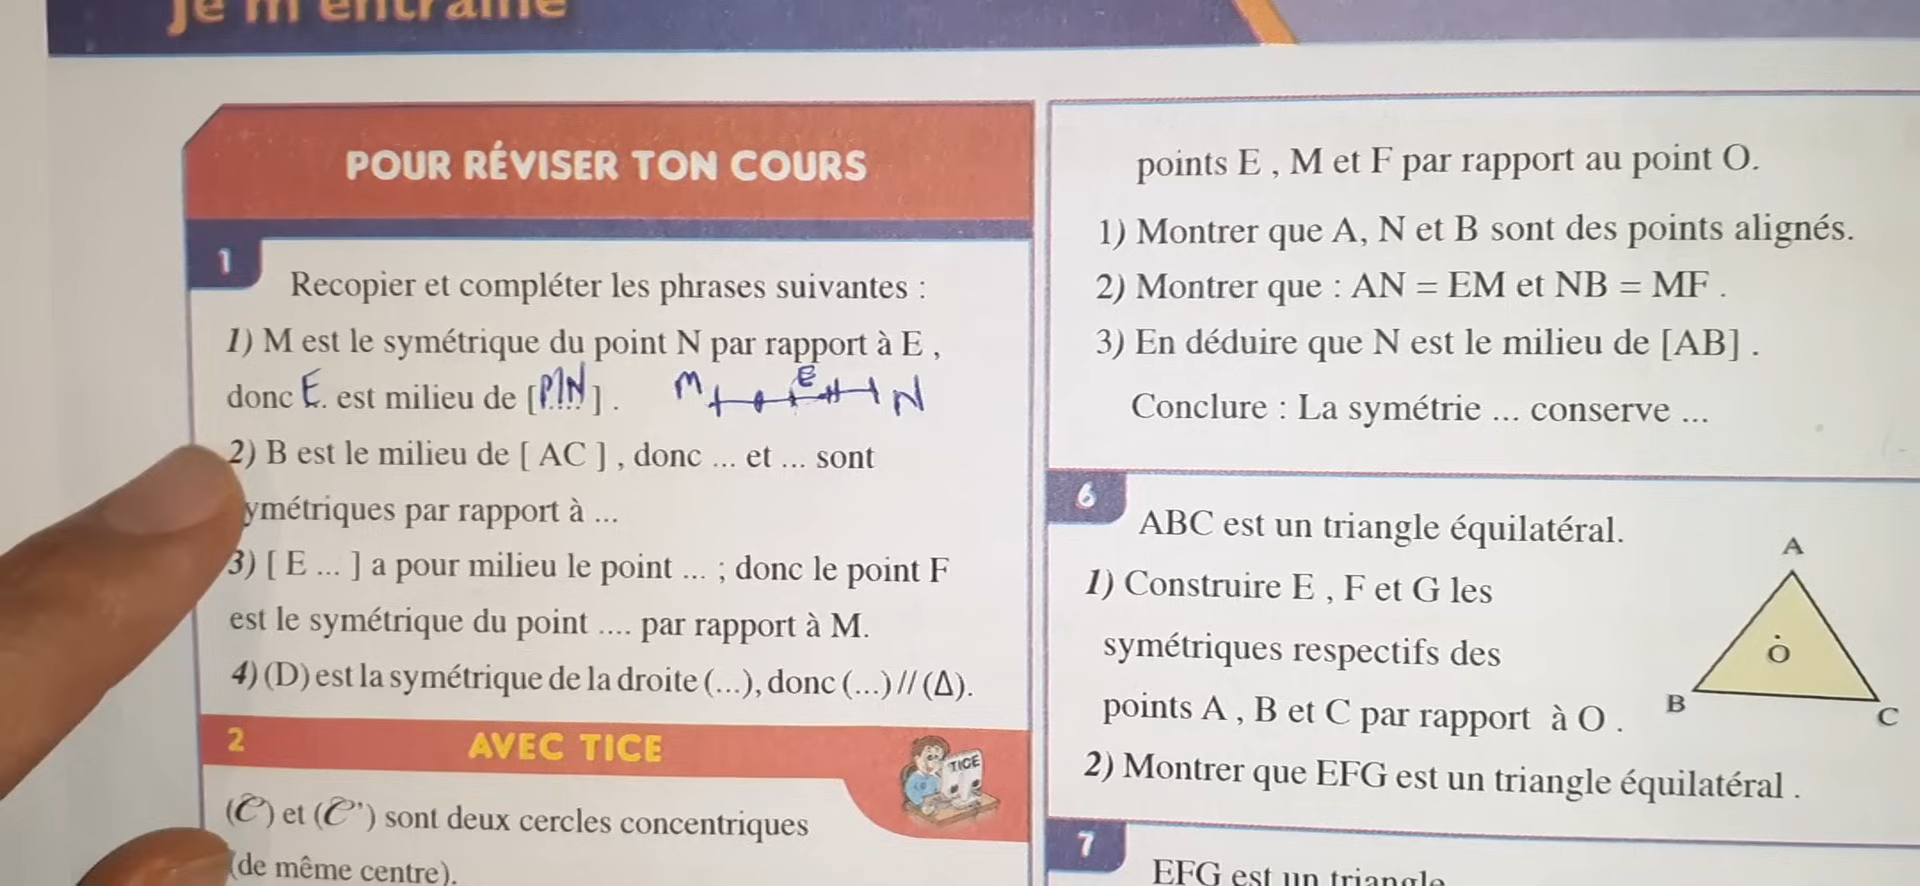 Je m'entraîne
POUR RÉVISER TON COURS
1
Recopier et compléter les phrases suivantes :
1) M est le symétrique du point N par rapport à E ,
donc E. est milieu de [MN] . M E N
2) B est le milieu de [ AC ] , donc ... et ... sont
ymétriques par rapport à ...
3) [ E ... ] a pour milieu le point ... ; donc le point F
est le symétrique du point .... par rapport à M.
4) (D) est la symétrique de la droite (...), donc (...) // (Δ).
2 AVEC TICE
TICE
(C) et (C') sont deux cercles concentriques
(de même centre).
points E , M et F par rapport au point O.
1) Montrer que A, N et B sont des points alignés.
2) Montrer que : AN = EM et NB = MF .
3) En déduire que N est le milieu de [AB] .
Conclure : La symétrie ... conserve ...
6
ABC est un triangle équilatéral.
1) Construire E , F et G les
symétriques respectifs des
points A , B et C par rapport à O .
2) Montrer que EFG est un triangle équilatéral .
A
O
B
C
7
EFG est un triangle